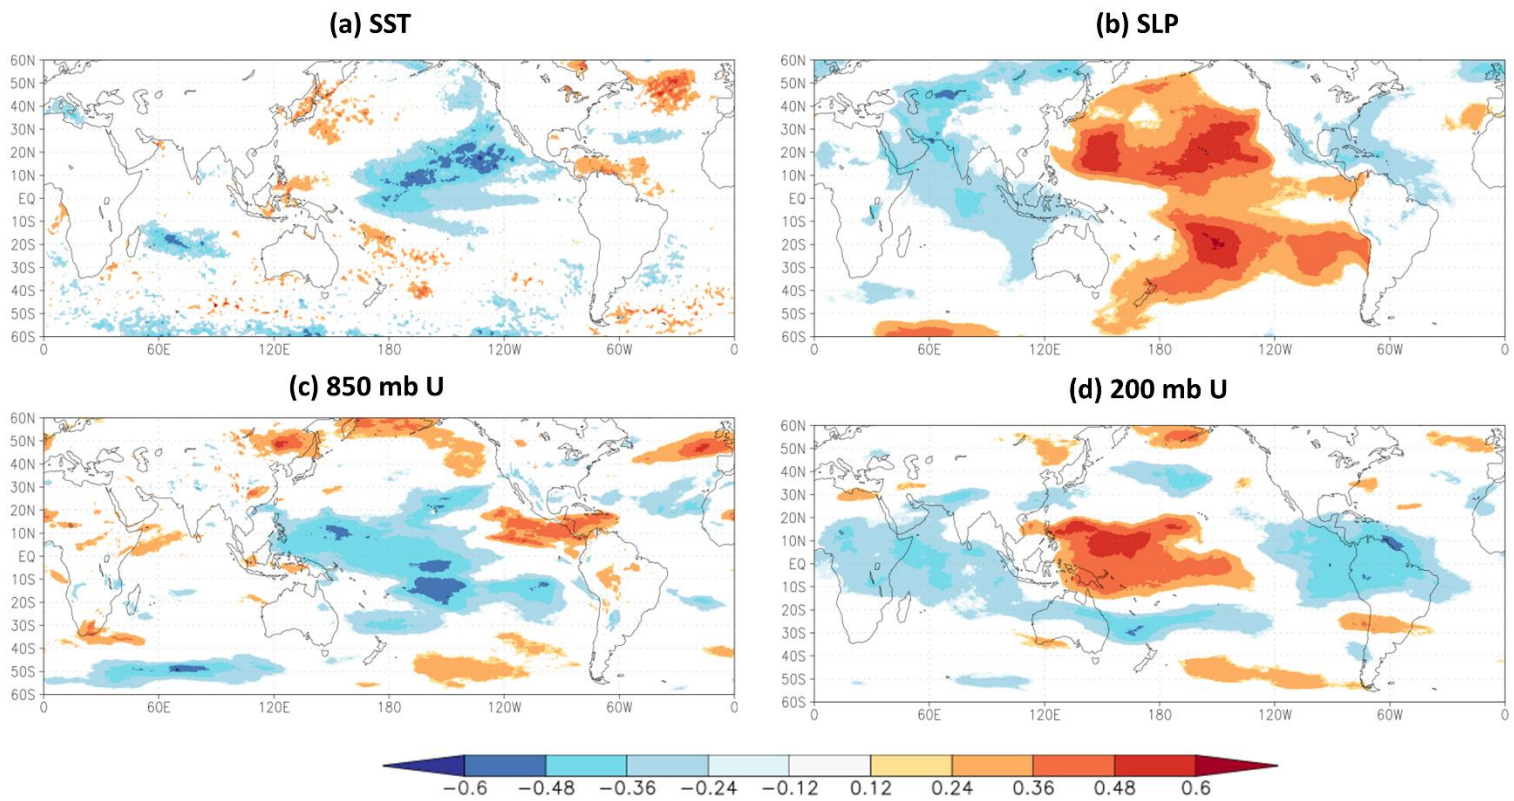 (a) SST
60N
50N
40N
30N
20N
10N
EQ
10S
20S
30S
40S
50S
60S
0 60E 120E 180 120W 60W 0
(b) SLP
60N
50N
40N
30N
20N
10N
EQ
10S
20S
30S
40S
50S
60S
0 60E 120E 180 120W 60W 0
(c) 850 mb U
60N
50N
40N
30N
20N
10N
EQ
10S
20S
30S
40S
50S
60S
0 60E 120E 180 120W 60W 0
(d) 200 mb U
60N
50N
40N
30N
20N
10N
EQ
10S
20S
30S
40S
50S
60S
0 60E 120E 180 120W 60W 0
−0.6 −0.48 −0.36 −0.24 −0.12 0.12 0.24 0.36 0.48 0.6